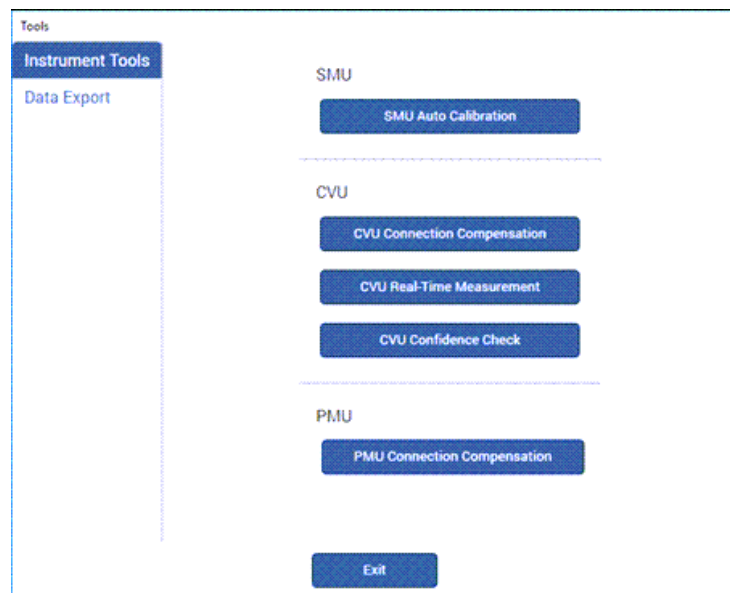 Tools
Instrument Tools
Data Export
SMU
SMU Auto Calibration
CVU
CVU Connection Compensation
CVU Real-Time Measurement
CVU Confidence Check
PMU
PMU Connection Compensation
Exit